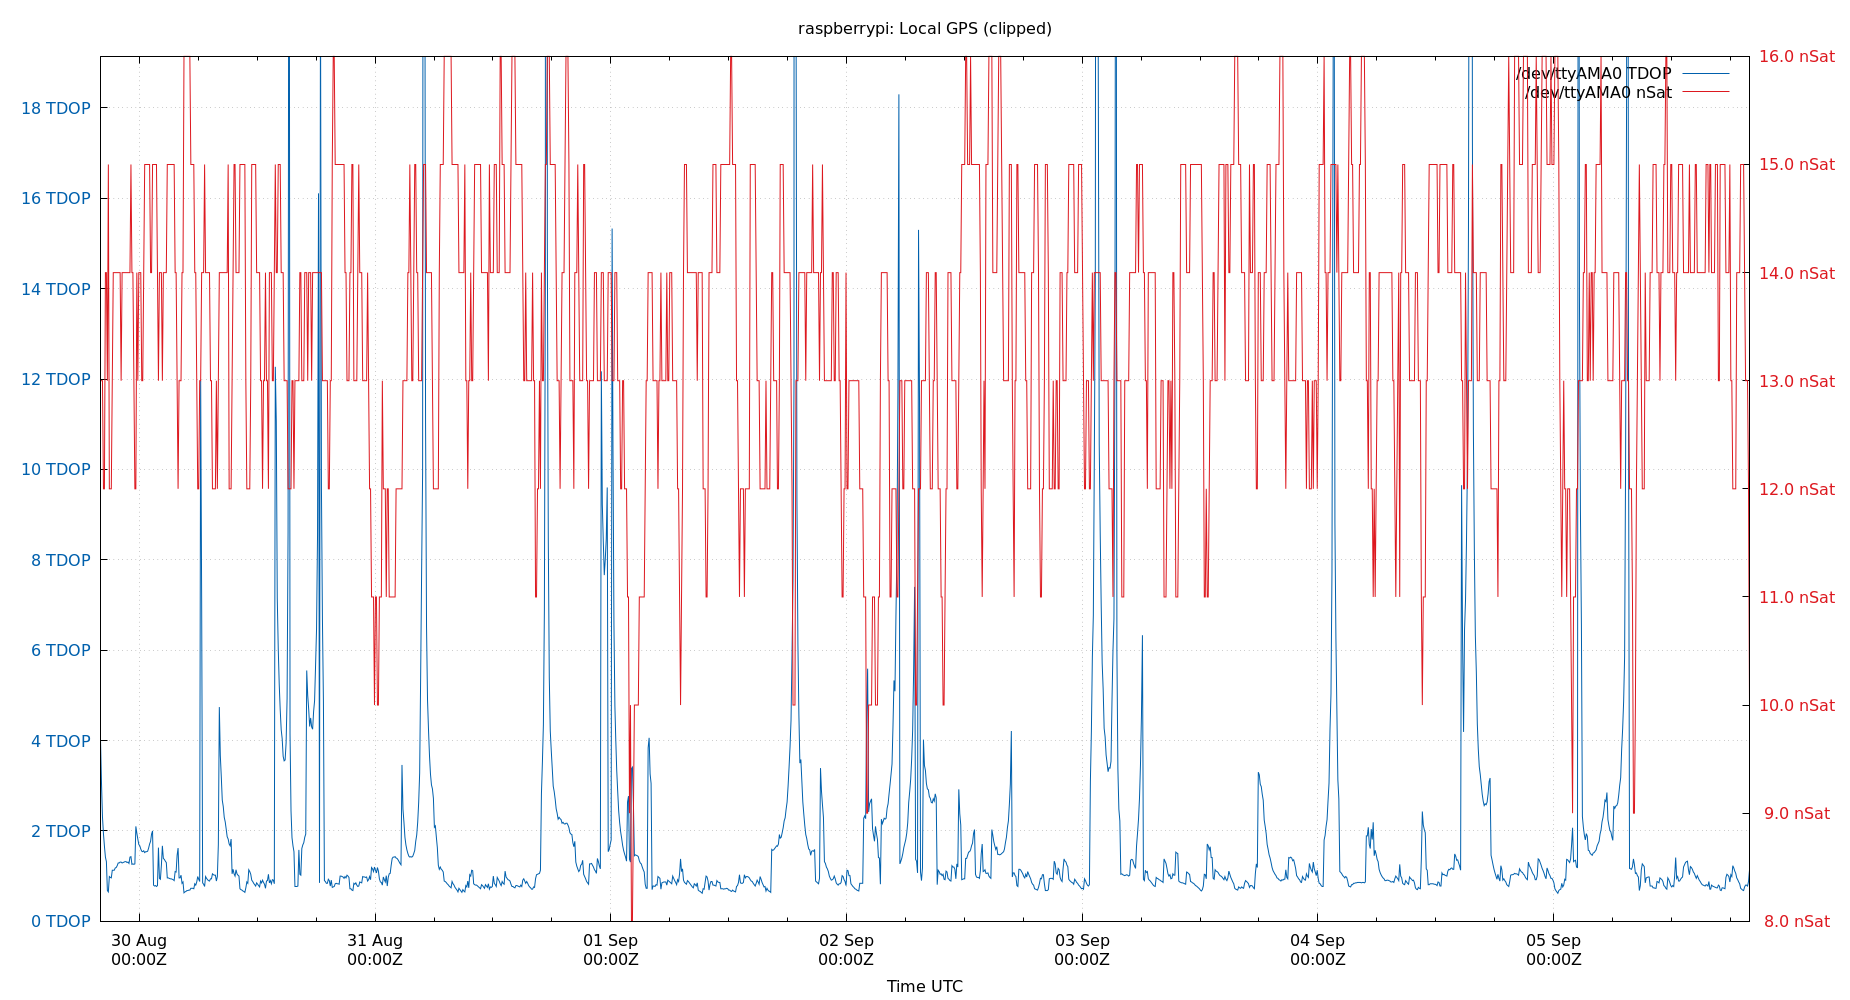 raspberrypi: Local GPS (clipped)
/dev/ttyAMA0 TDOP
/dev/ttyAMA0 nSat
18 TDOP
16 TDOP
14 TDOP
12 TDOP
10 TDOP
8 TDOP
6 TDOP
4 TDOP
2 TDOP
0 TDOP
16.0 nSat
15.0 nSat
14.0 nSat
13.0 nSat
12.0 nSat
11.0 nSat
10.0 nSat
9.0 nSat
8.0 nSat
30 Aug
00:00Z
31 Aug
00:00Z
01 Sep
00:00Z
02 Sep
00:00Z
03 Sep
00:00Z
04 Sep
00:00Z
05 Sep
00:00Z
Time UTC